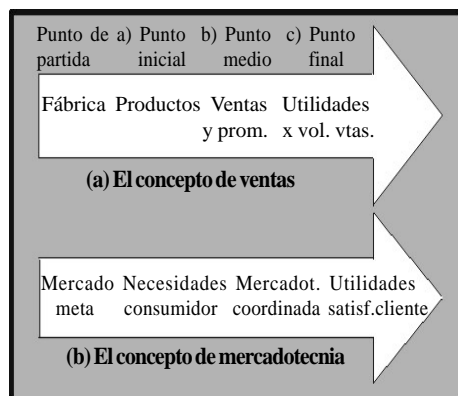 Punto de a) Punto b) Punto c) Punto
partida inicial medio final
Fábrica Productos Ventas Utilidades
y prom. x vol. vtas.
(a) El concepto de ventas
Mercado Necesidades Mercadot. Utilidades
meta consumidor coordinada satisf.cliente
(b) El concepto de mercadotecnia